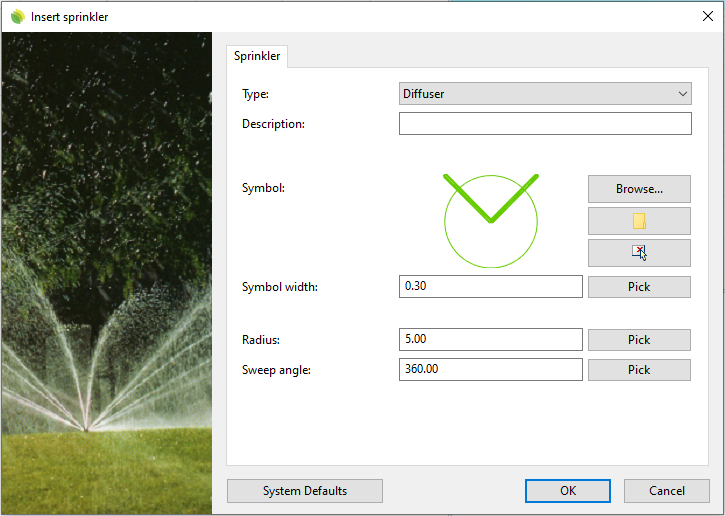 Insert sprinkler
Sprinkler
Type: Diffuser
Description:
Symbol: Browse...
Symbol width: 0.30 Pick
Radius: 5.00 Pick
Sweep angle: 360.00 Pick
System Defaults OK Cancel